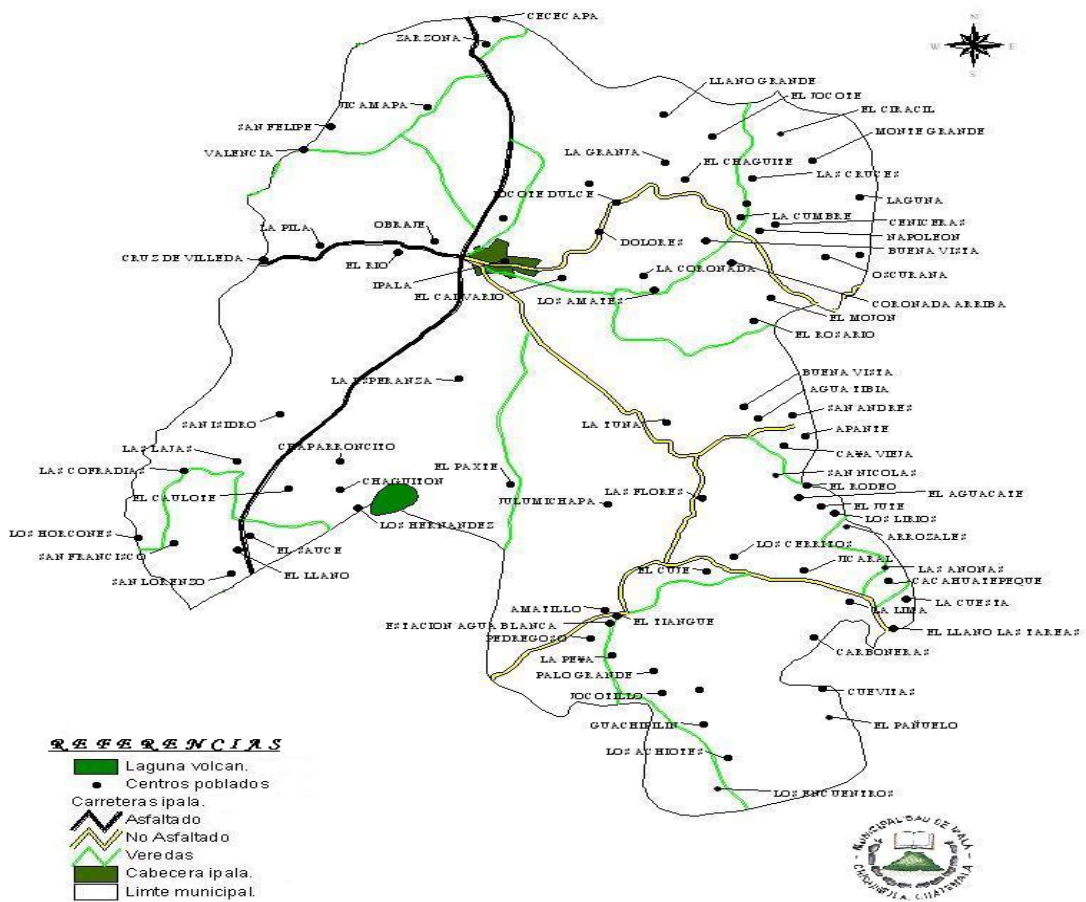 CECECAPA
ZARZONA
N
W E
S
LLANO GRANDE
EL JOCOTE
JICAMAPA
EL CIRACIL
SAN FELIPE
MONTE GRANDE
VALENCIA
LA GRANJA
EL CHAGUITE
LAS CRUCES
JOCOTE DULCE
LAGUNA
LA CUMBRE
CENICERAS
OBRAJE
NAPOLEON
LA PILA
DOLORES
BUENA VISTA
CRUZ DE VILLEDA
EL RIO
LA CORONADA
OSCURANA
IPALA
EL CALVARIO
LOS AMATES
CORONADA ARRIBA
EL MOJON
EL ROSARIO
LA ESPERANZA
BUENA VISTA
AGUA TIBIA
SAN ANDRES
SAN ISIDRO
LA TUNA
APANTE
LAS LAJAS
CHAPARRONCITO
CA¥A VIEJA
LAS COFRADIAS
EL PAXTE
SAN NICOLAS
CHAGUITON
EL RODEO
EL CAULOTE
JULUMICHAPA
LAS FLORES
EL AGUACATE
EL JUTE
LOS HERNANDEZ
LOS LIRIOS
LOS HORCONES
ARROZALES
EL SAUCE
SAN FRANCISCO
LOS CERRITOS
JICARAL
LAS ANONAS
EL LLANO
SAN LORENZO
EL CUJE
CACAHUATEPEQUE
LA CUESTA
AMATILLO
LA LIMA
ESTACION AGUA BLANCA
EL TIANGUE
EL LLANO LAS TAREAS
PEDREGOSO
CARBONERAS
LA PE¥A
PALO GRANDE
JOCOTILLO
CUEVITAS
GUACHIPILIN
EL PAÑUELO
LOS ACHIOTES
LOS ENCUENTROS
REFERENCIAS
Laguna volcan.
Centros poblados
Carreteras ipala.
Asfaltado
No Asfaltado
Veredas
Cabecera ipala.
Limte municipal.
MUNICIPALIDAD DE IPALA
CHIQUIMULA, GUATEMALA